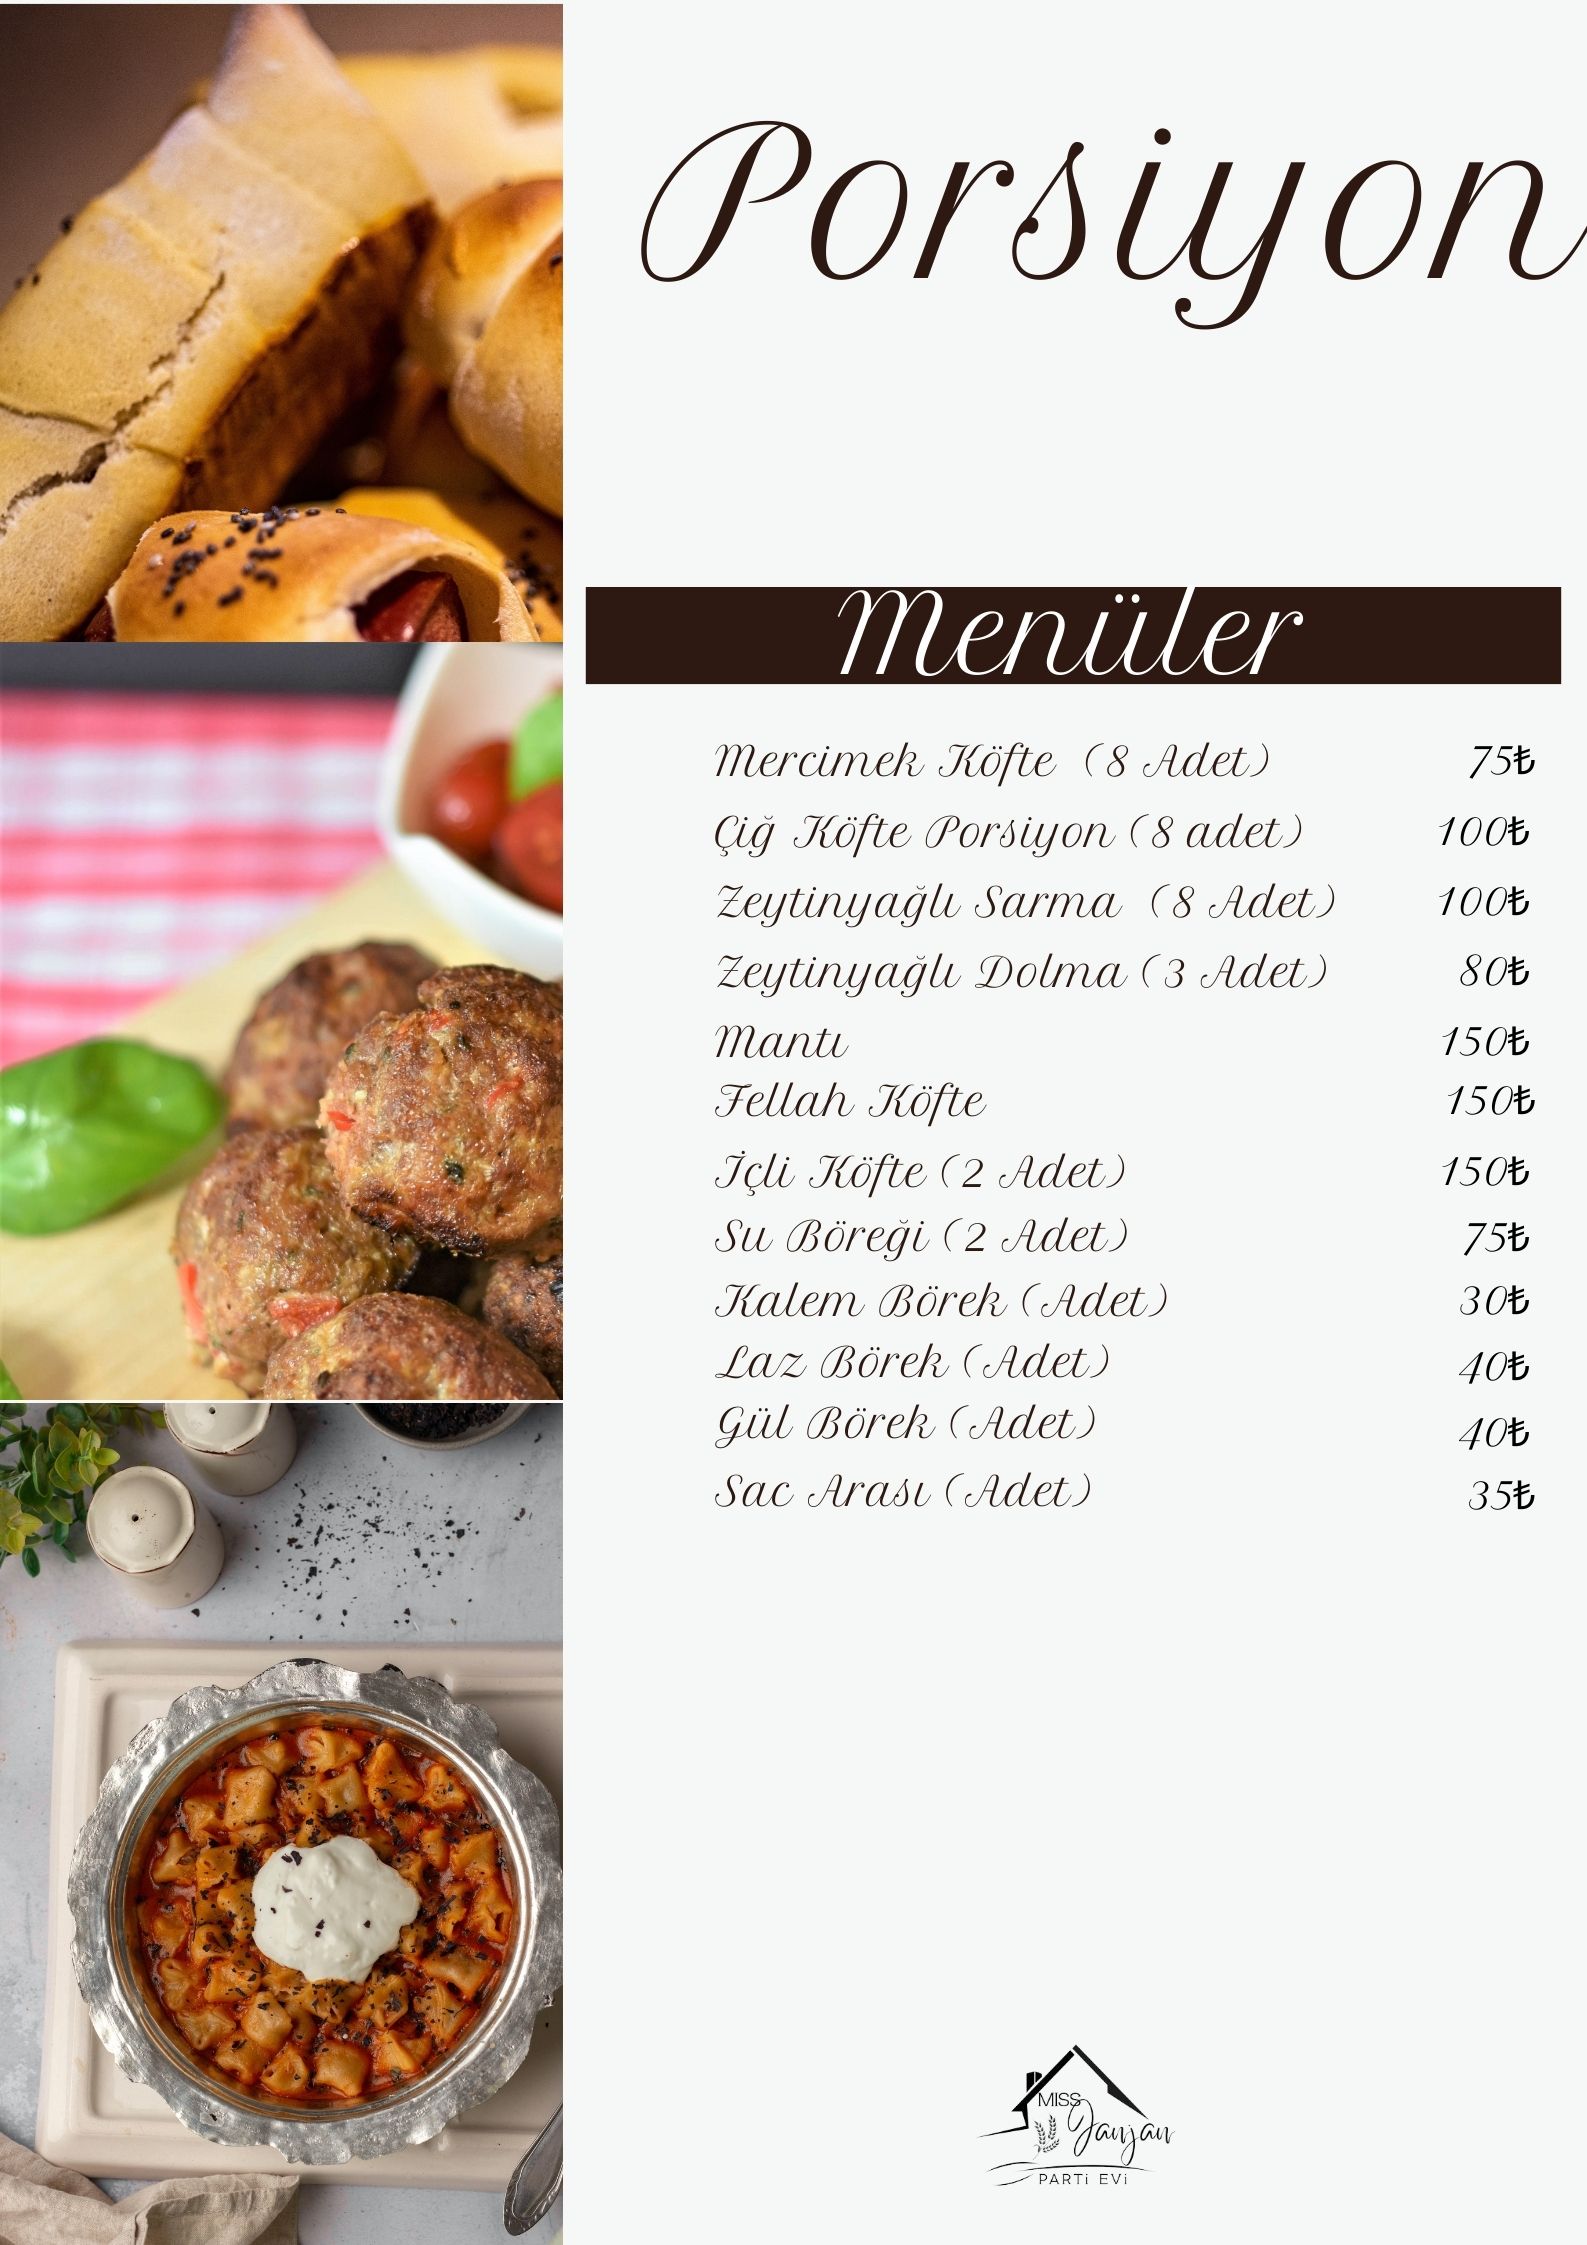 Porsiyon
Menüler
Mercimek Köfte (8 Adet) 75₺
Çiğ Köfte Porsiyon (8 adet) 100₺
Zeytinyağlı Sarma (8 Adet) 100₺
Zeytinyağlı Dolma (3 Adet) 80₺
Mantı 150₺
Fellah Köfte 150₺
İçli Köfte (2 Adet) 150₺
Su Böreği (2 Adet) 75₺
Kalem Börek (Adet) 30₺
Laz Börek (Adet) 40₺
Gül Börek (Adet) 40₺
Sac Arası (Adet) 35₺
MISS
Janjan
PARTi EVi